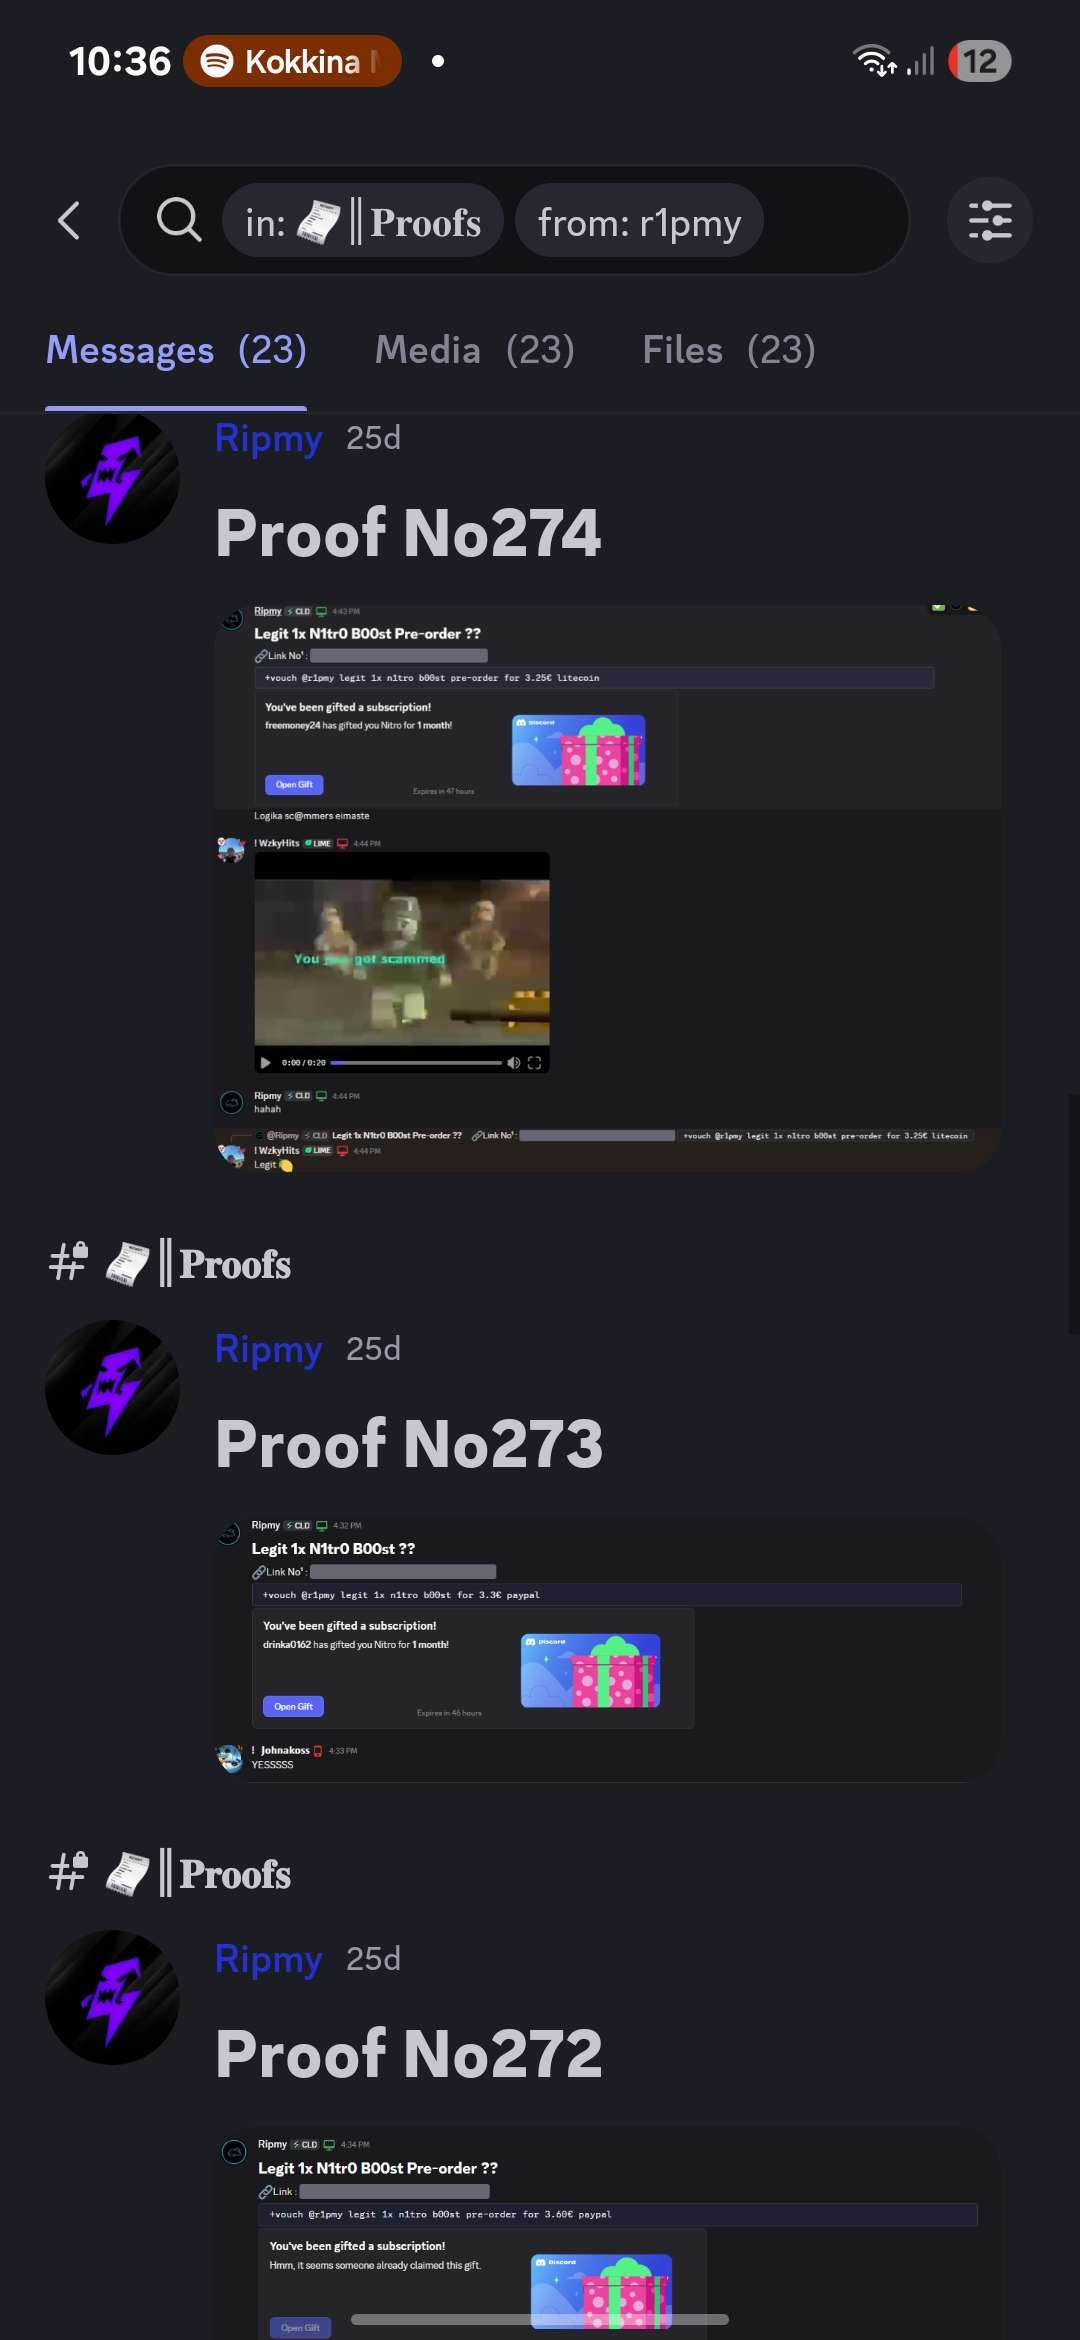 10:36 Kokkina 12
in: ║𝐏𝐫𝐨𝐨𝐟𝐬 from: r1pmy
Messages (23) Media (23) Files (23)
Ripmy 25d
Proof No274
Ripmy CLD 4:43 PM
Legit 1x N1tr0 B00st Pre-order ??
Link No¹ :
+vouch @r1pmy legit 1x n1tro b00st pre-order for 3.25€ litecoin
You've been gifted a subscription!
freemoney24 has gifted you Nitro for 1 month!
Discord
Open Gift
Expires in 47 hours
Logika sc@mmers eimaste
! WzkyHits LIME 4:44 PM
You got scammed
0:00 / 0:20
Ripmy CLD 4:44 PM
hahah
@Ripmy CLD Legit 1x N1tr0 B00st Pre-order ?? Link No¹ : +vouch @r1pmy legit 1x n1tro b00st pre-order for 3.25€ litecoin
! WzkyHits LIME 4:44 PM
Legit
║𝐏𝐫𝐨𝐨𝐟𝐬
Ripmy 25d
Proof No273
Ripmy CLD 4:32 PM
Legit 1x N1tr0 B00st ??
Link No¹ :
+vouch @r1pmy legit 1x n1tro b00st for 3.3€ paypal
You've been gifted a subscription!
drinka0162 has gifted you Nitro for 1 month!
Discord
Open Gift
Expires in 46 hours
! Johnakoss 4:33 PM
YESSSSS
║𝐏𝐫𝐨𝐨𝐟𝐬
Ripmy 25d
Proof No272
Ripmy CLD 4:34 PM
Legit 1x N1tr0 B00st Pre-order ??
Link :
+vouch @r1pmy legit 1x n1tro b00st pre-order for 3.60€ paypal
You've been gifted a subscription!
Hmm, it seems someone already claimed this gift.
Discord
Open Gift